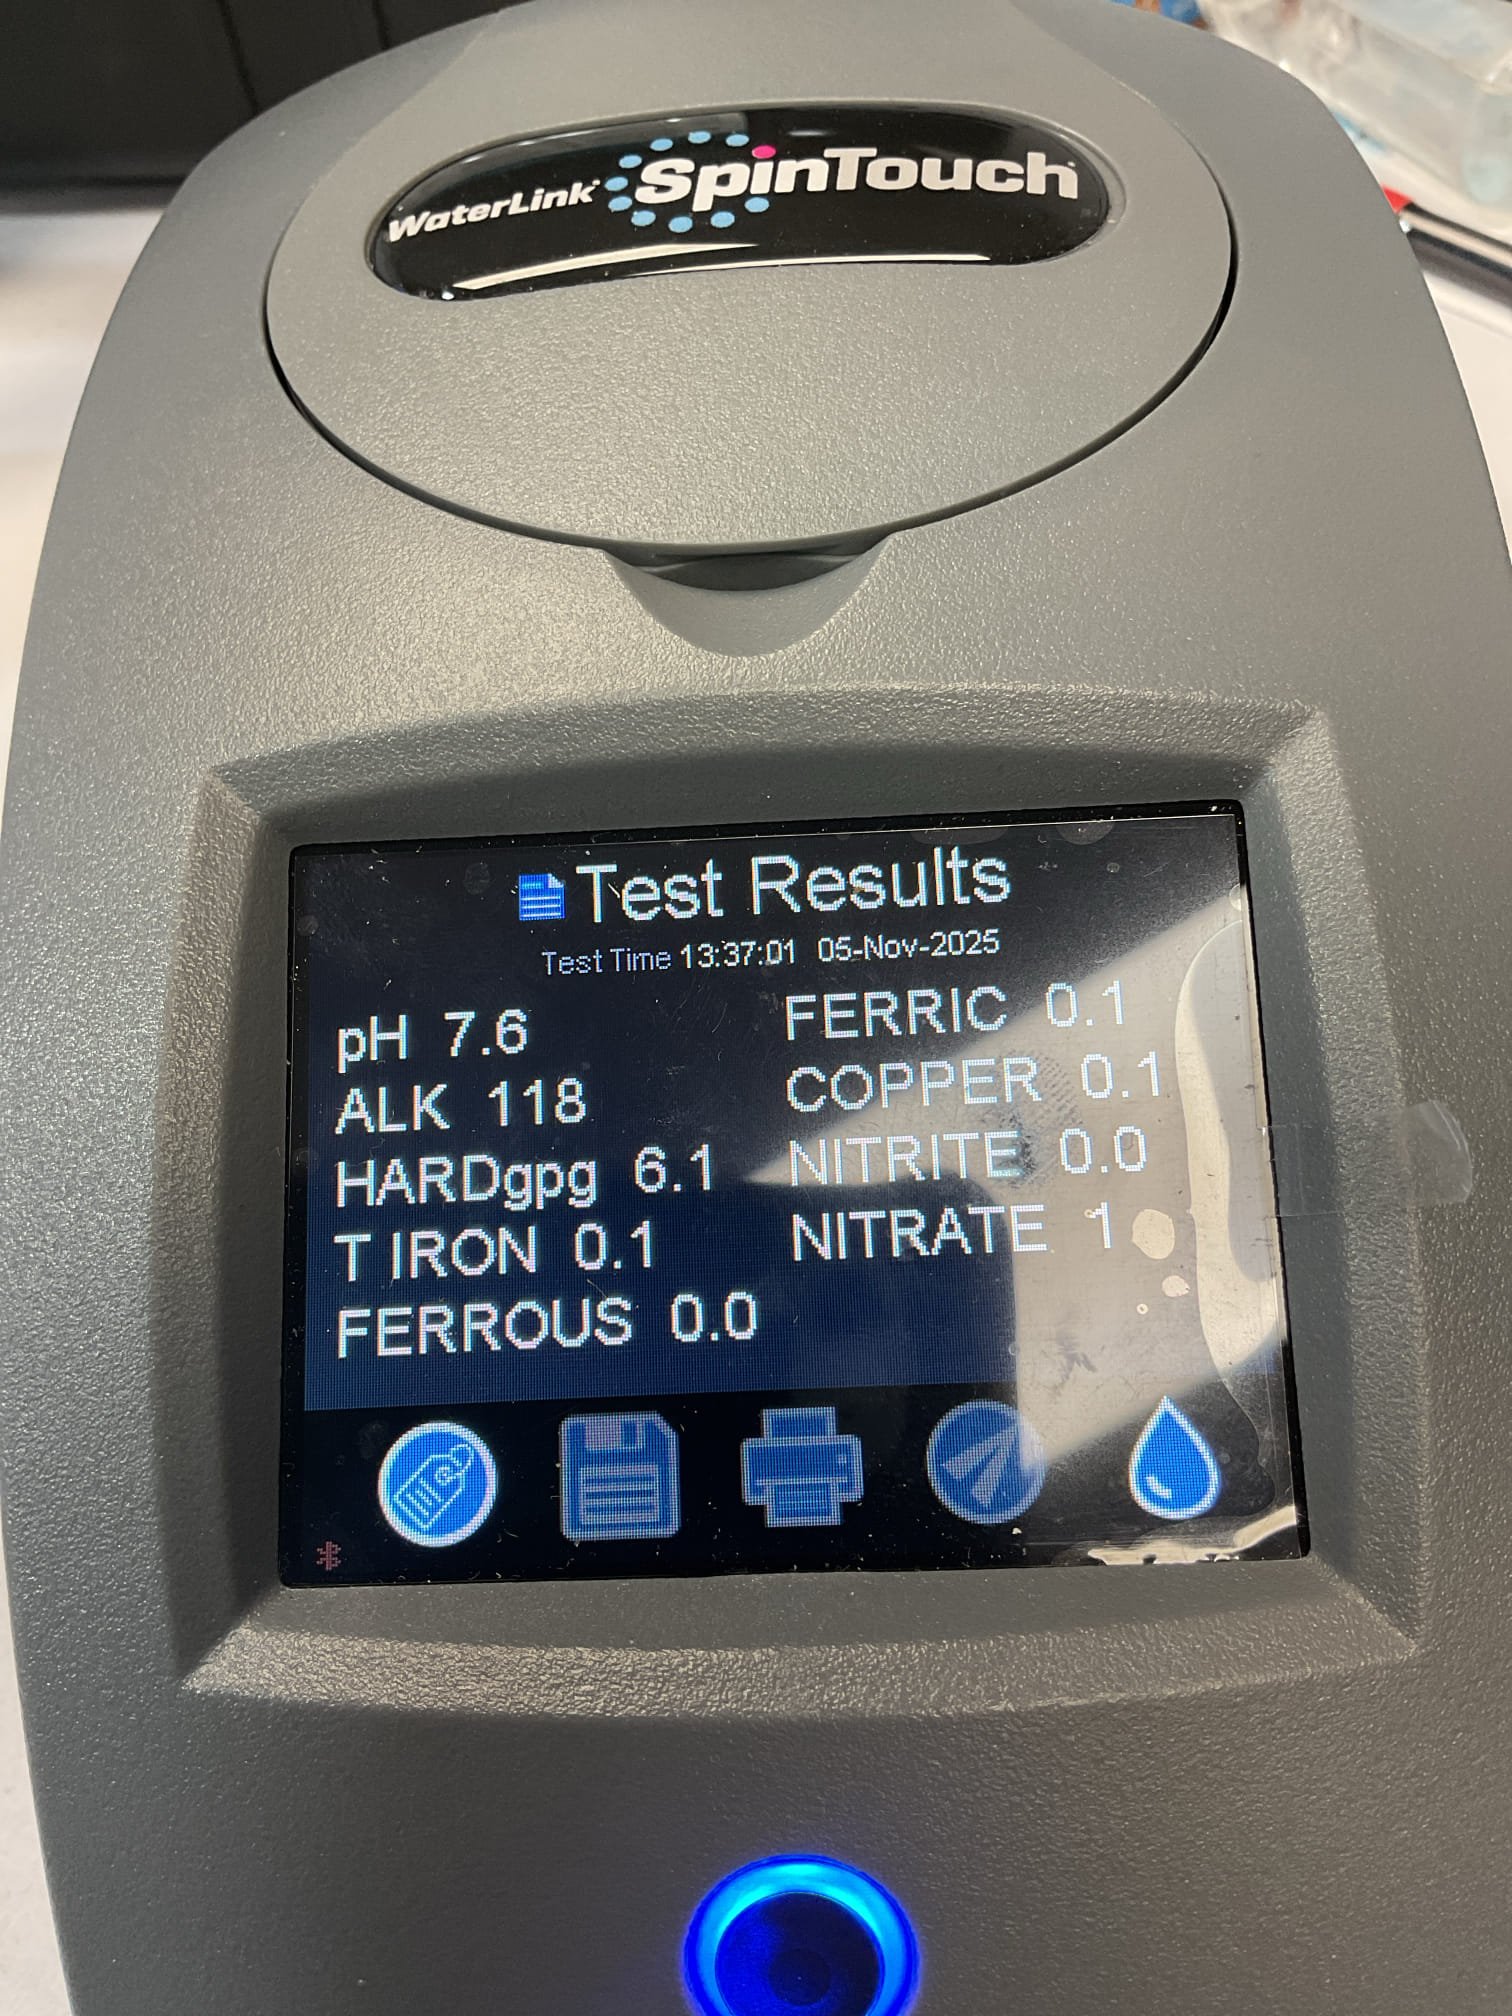 WaterLink SpinTouch
Test Results
Test Time 13:37:01 05-Nov-2025
pH 7.6
ALK 118
HARDgpg 6.1
T IRON 0.1
FERROUS 0.0
FERRIC 0.1
COPPER 0.1
NITRITE 0.0
NITRATE 1